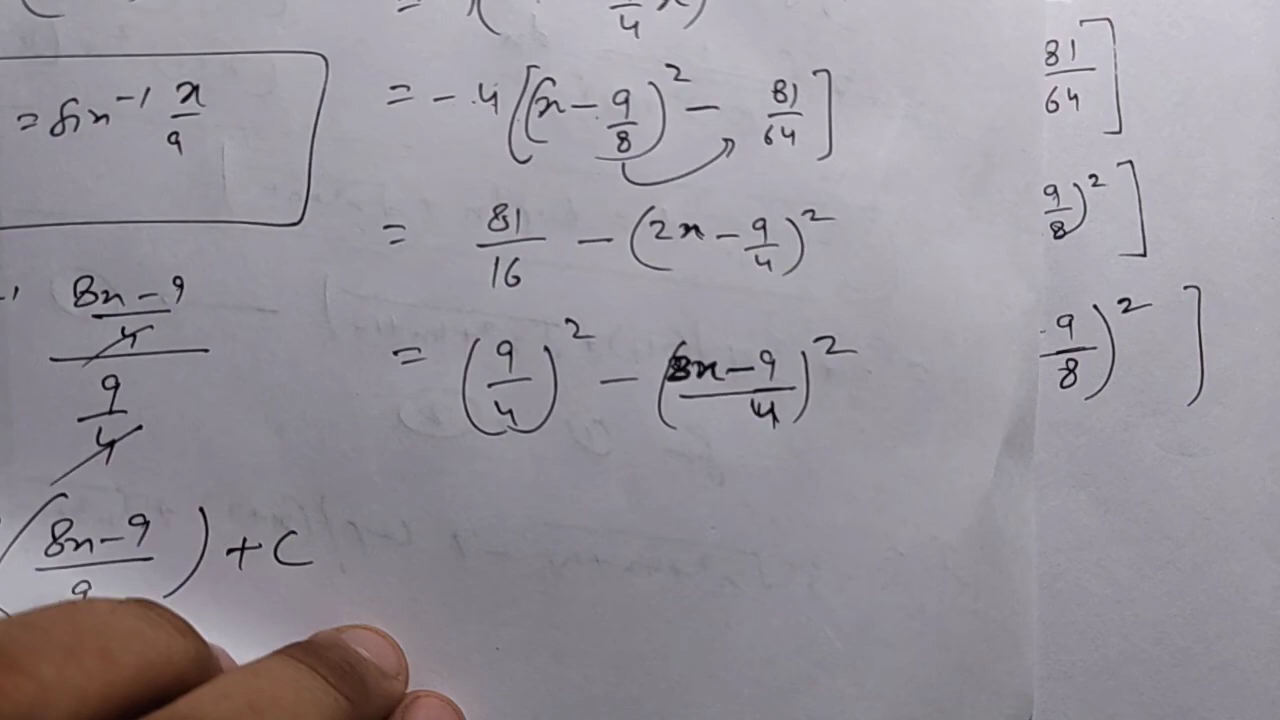 = sin⁻¹ x/9
8x-9/4 / 9/4
(8x-9/9) + C
= -4[(x - 9/8)² - 81/64]
= 81/16 - (2x - 9/4)²
= (9/4)² - (8x-9/4)²
81/64]
9/8)²]
9/8)²]